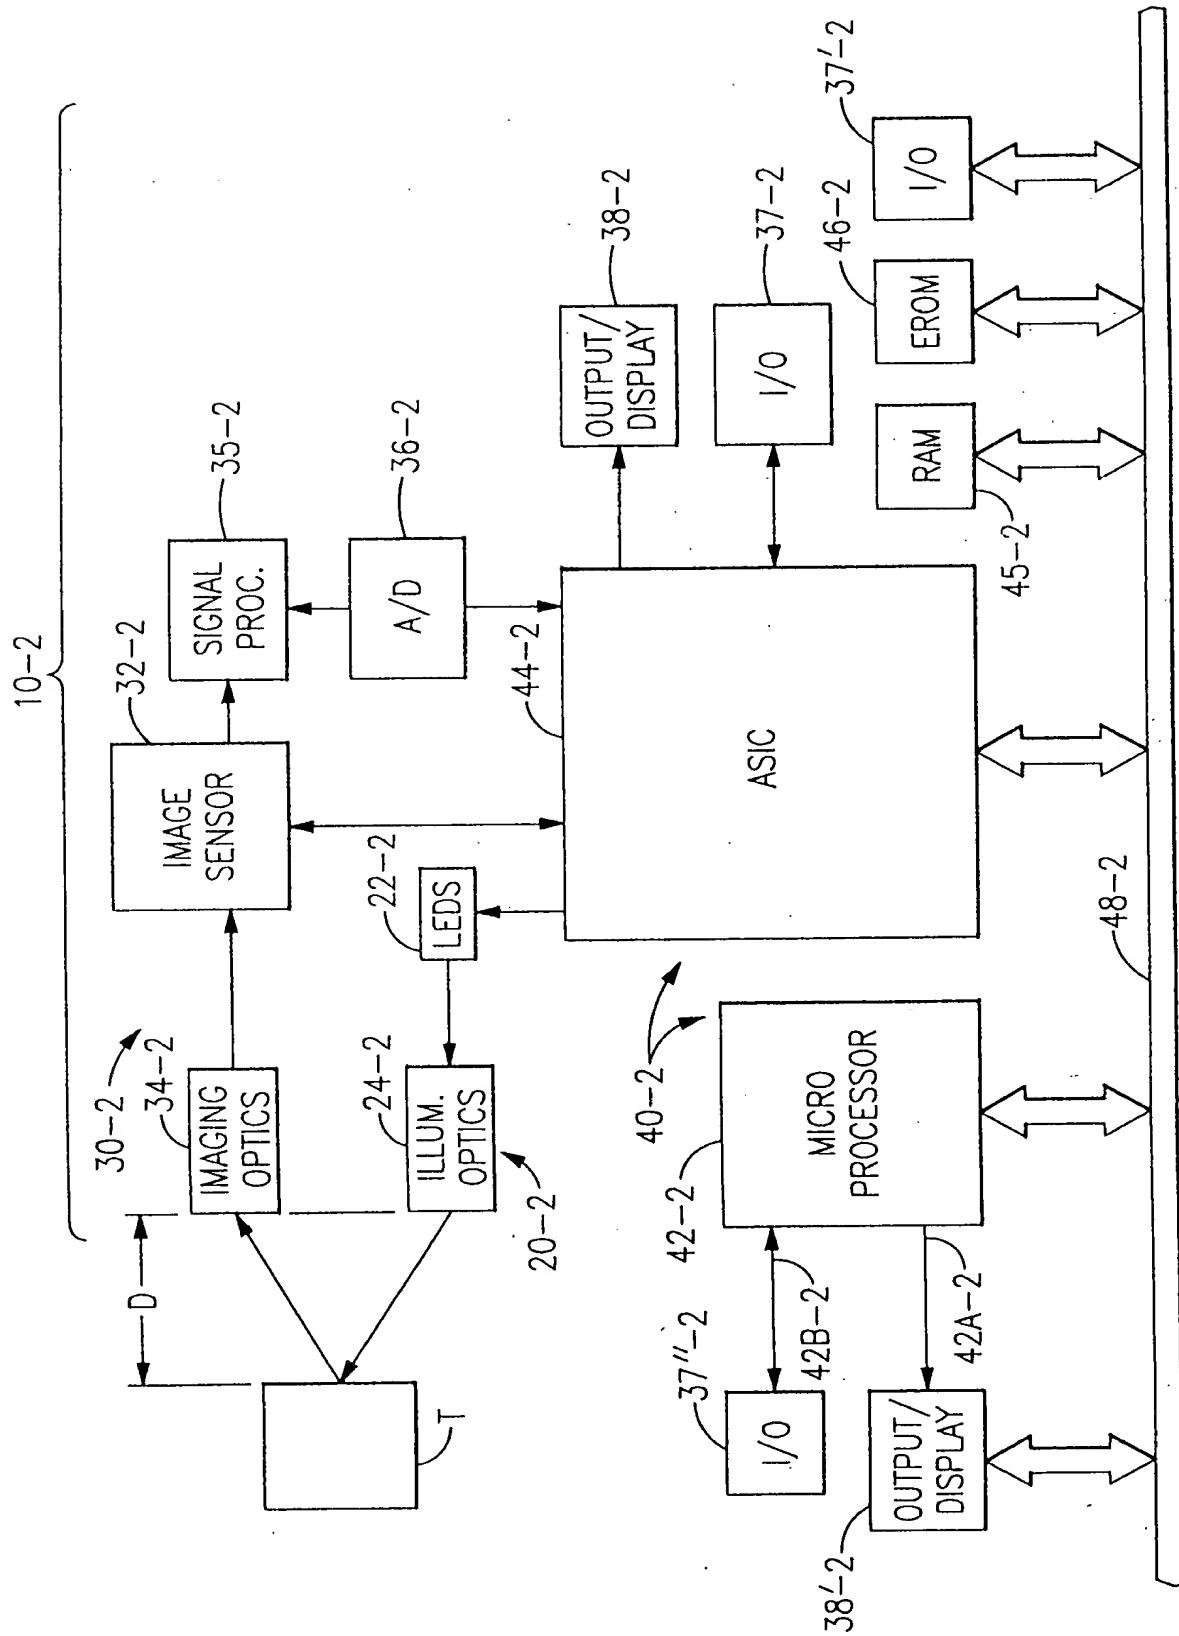 10-2
30-2
34-2
IMAGING
OPTICS
32-2
IMAGE
SENSOR
35-2
SIGNAL
PROC.
D
T
24-2
ILLUM.
OPTICS
20-2
22-2
LEDS
36-2
A/D
40-2
44-2
ASIC
38-2
OUTPUT/
DISPLAY
37-2
I/O
42-2
MICRO
PROCESSOR
37''-2
I/O
42B-2
42A-2
38'-2
OUTPUT/
DISPLAY
45-2
RAM
46-2
EROM
37'-2
I/O
48-2